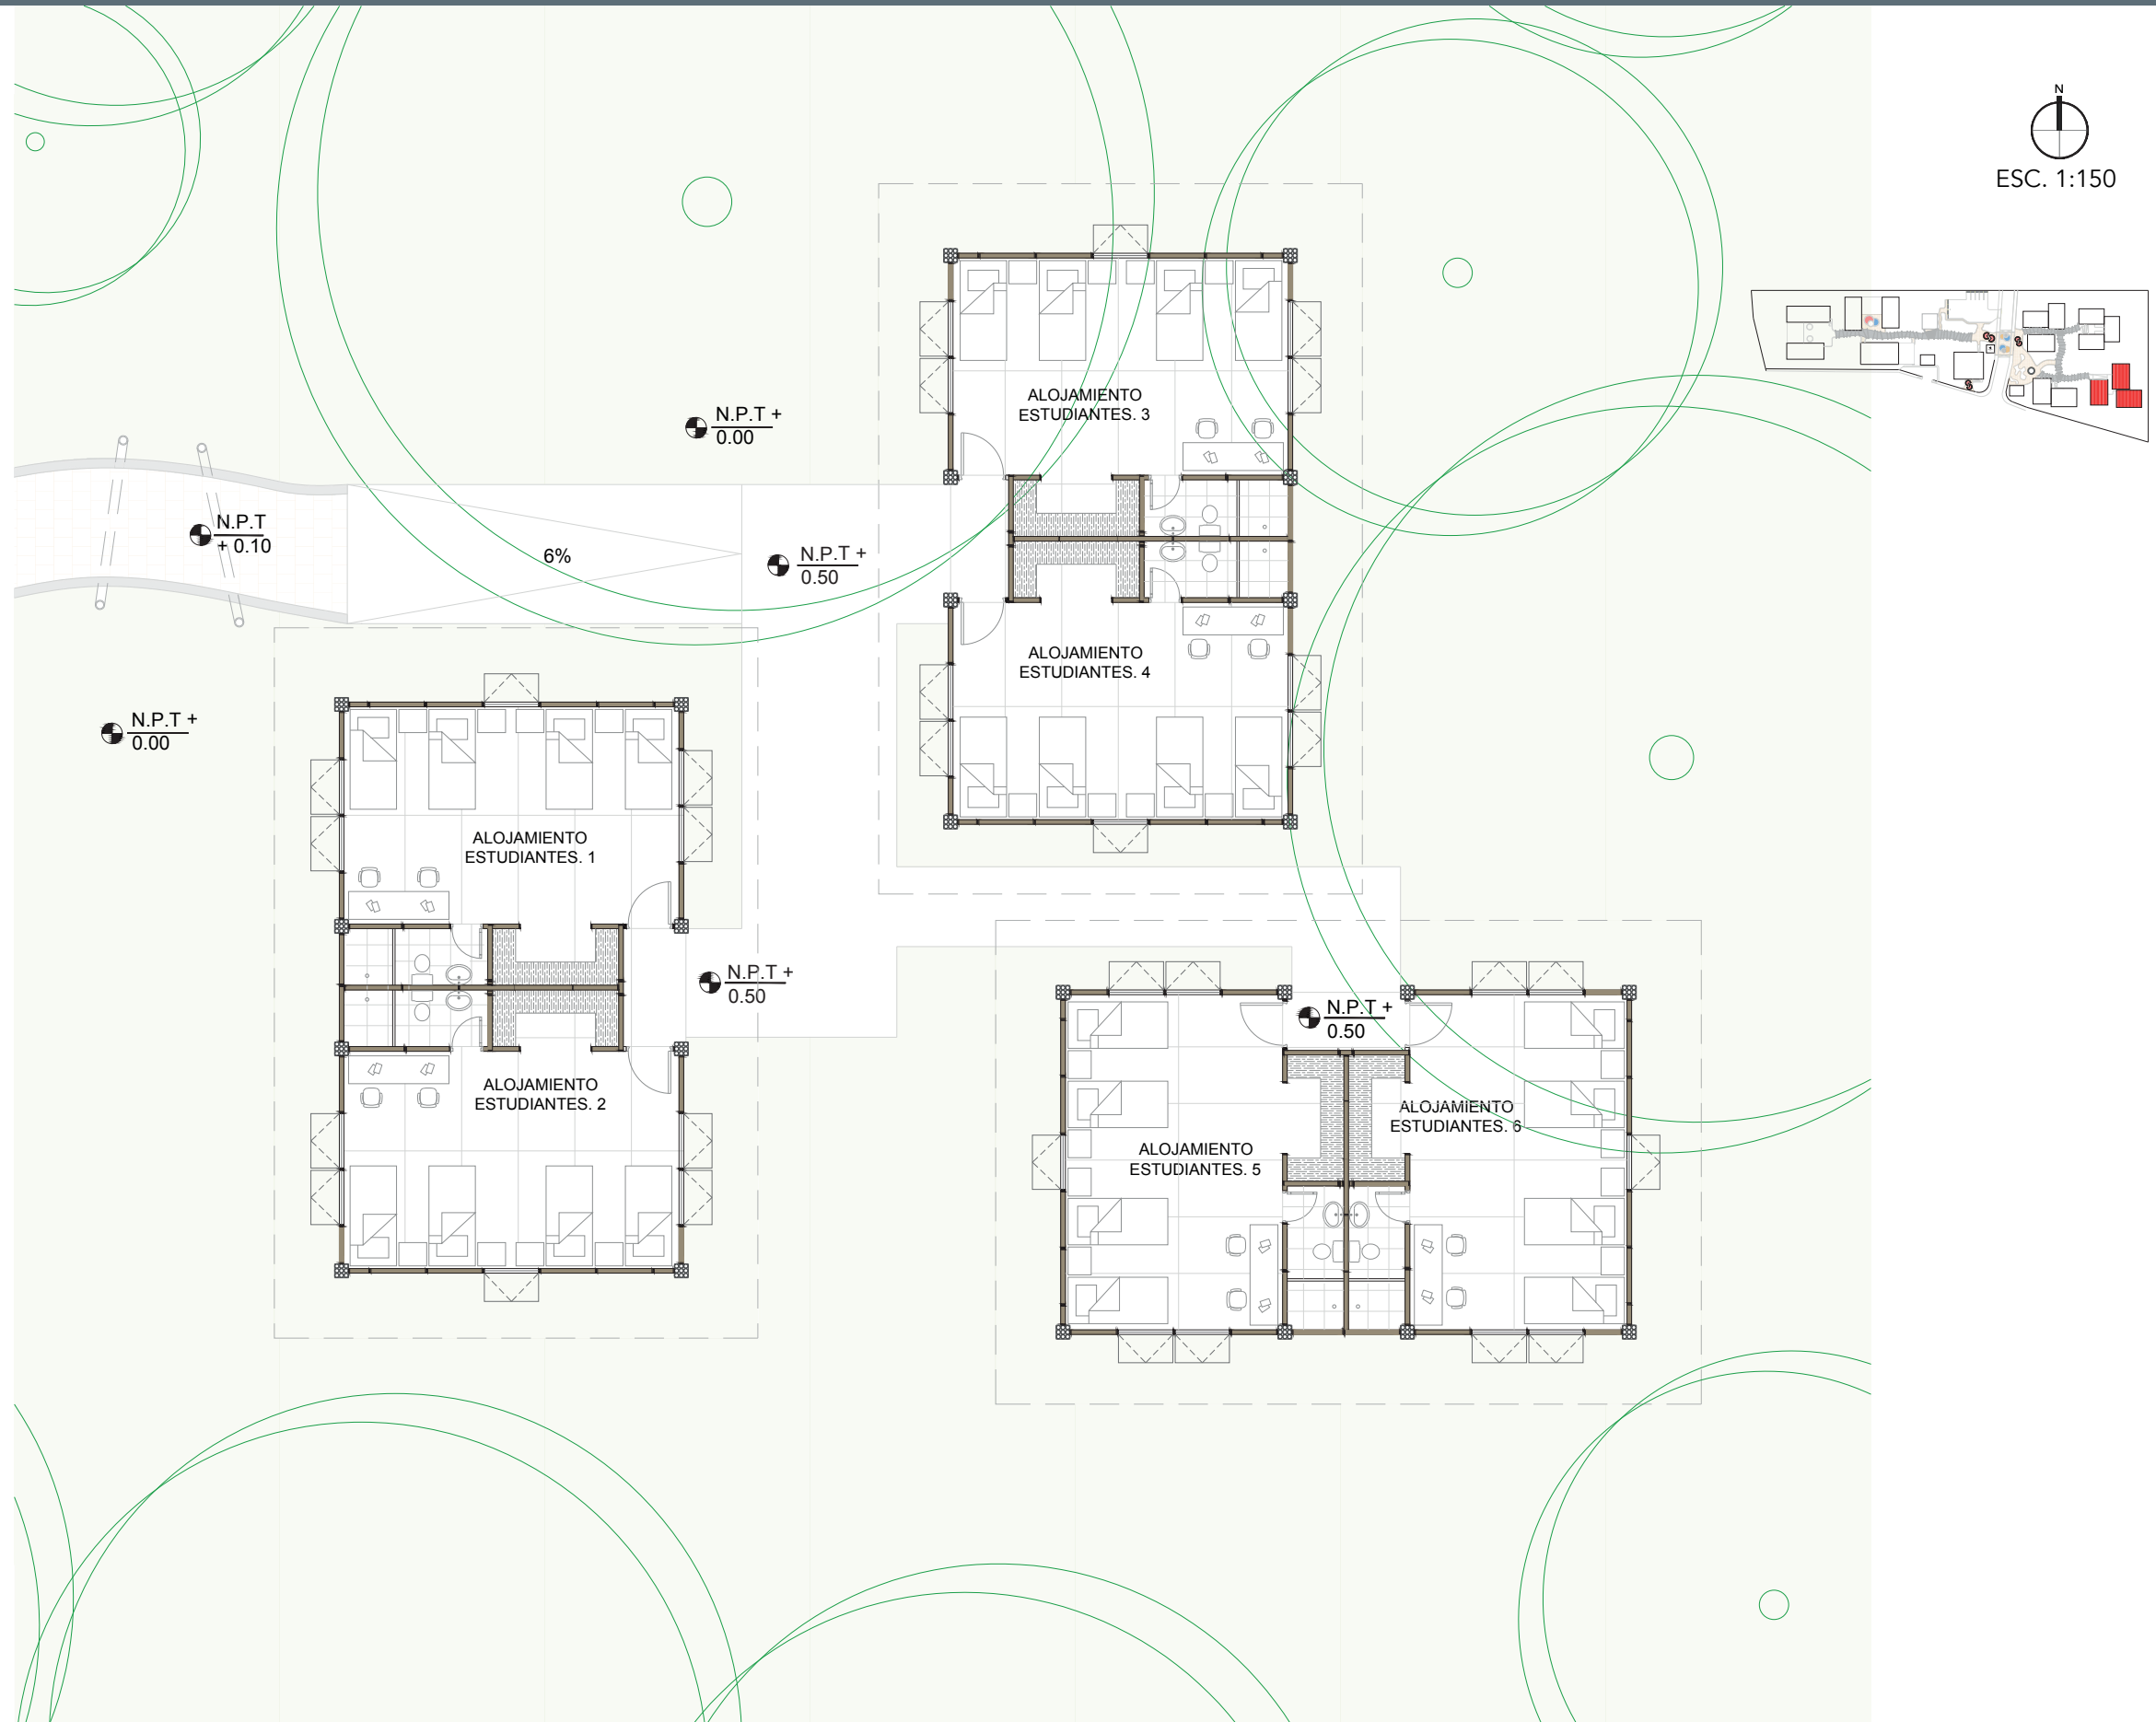 N
ESC. 1:150
ALOJAMIENTO
ESTUDIANTES. 3
N.P.T +
0.00
N.P.T
+ 0.10
6%
N.P.T +
0.50
ALOJAMIENTO
ESTUDIANTES. 4
N.P.T +
0.00
ALOJAMIENTO
ESTUDIANTES. 1
N.P.T +
0.50
N.P.T +
0.50
ALOJAMIENTO
ESTUDIANTES. 2
ALOJAMIENTO
ESTUDIANTES. 6
ALOJAMIENTO
ESTUDIANTES. 5